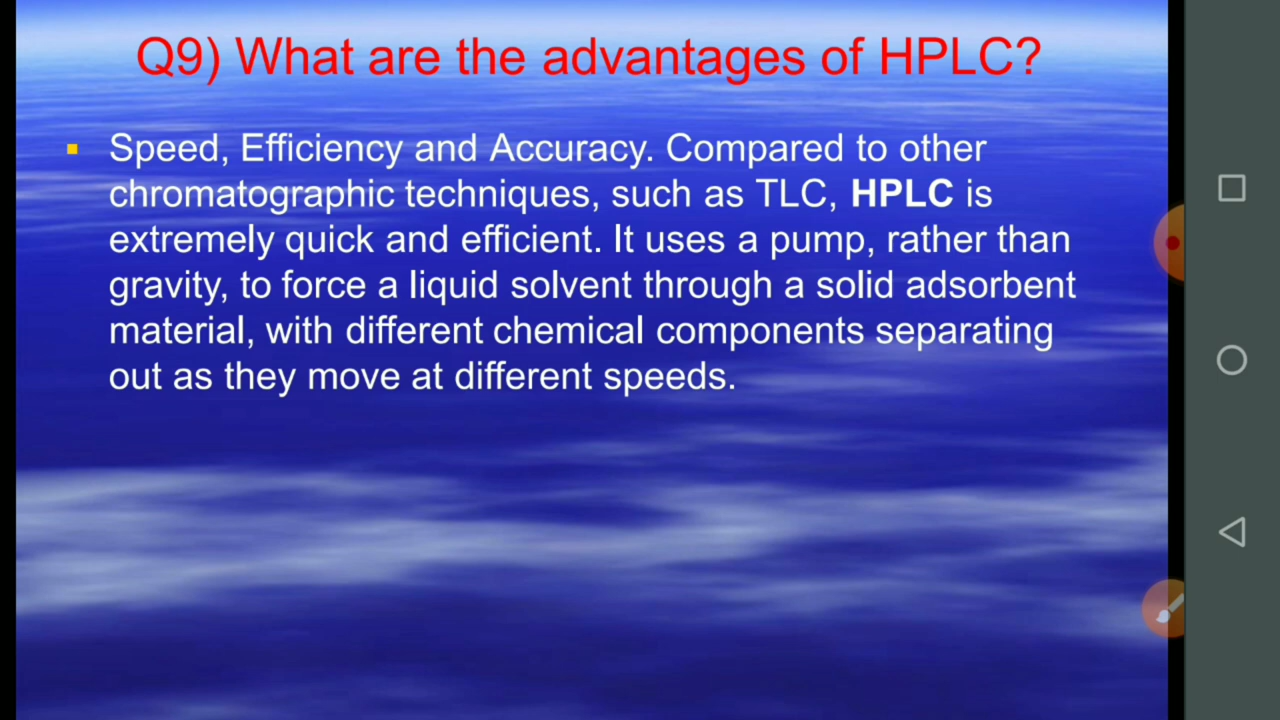 Q9) What are the advantages of HPLC?
Speed, Efficiency and Accuracy. Compared to other
chromatographic techniques, such as TLC, HPLC is
extremely quick and efficient. It uses a pump, rather than
gravity, to force a liquid solvent through a solid adsorbent
material, with different chemical components separating
out as they move at different speeds.